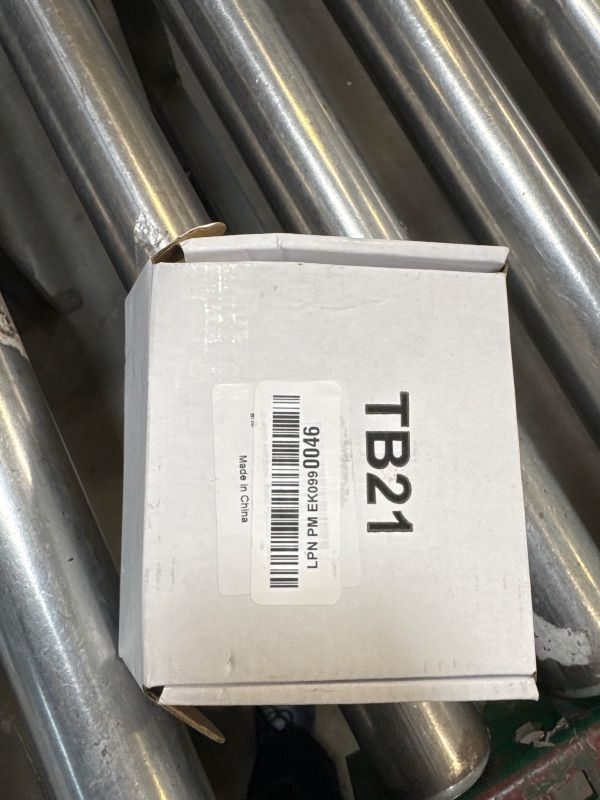 TB21
LPN PM EK0990046
Made in China